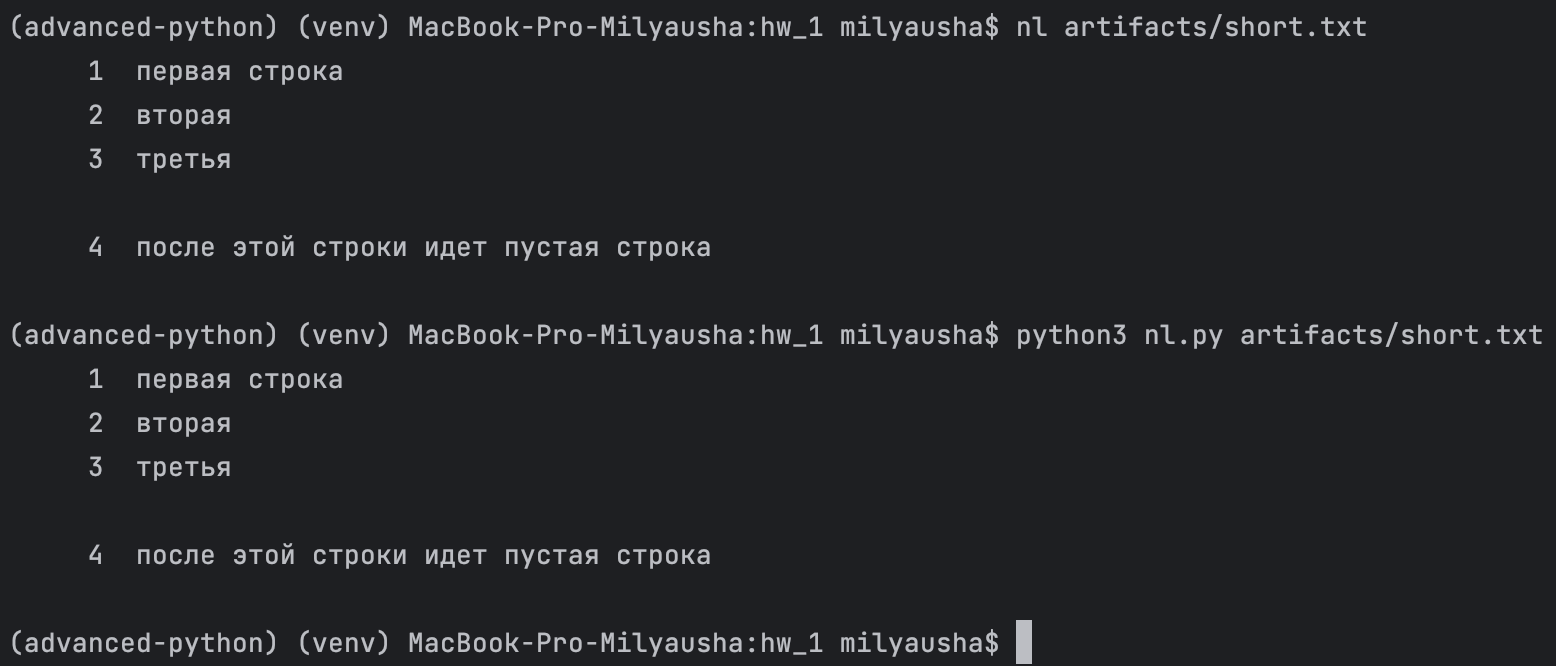 (advanced-python) (venv) MacBook-Pro-Milyausha:hw_1 milyausha$ nl artifacts/short.txt
     1  первая строка
     2  вторая
     3  третья

     4  после этой строки идет пустая строка

(advanced-python) (venv) MacBook-Pro-Milyausha:hw_1 milyausha$ python3 nl.py artifacts/short.txt
     1  первая строка
     2  вторая
     3  третья

     4  после этой строки идет пустая строка

(advanced-python) (venv) MacBook-Pro-Milyausha:hw_1 milyausha$